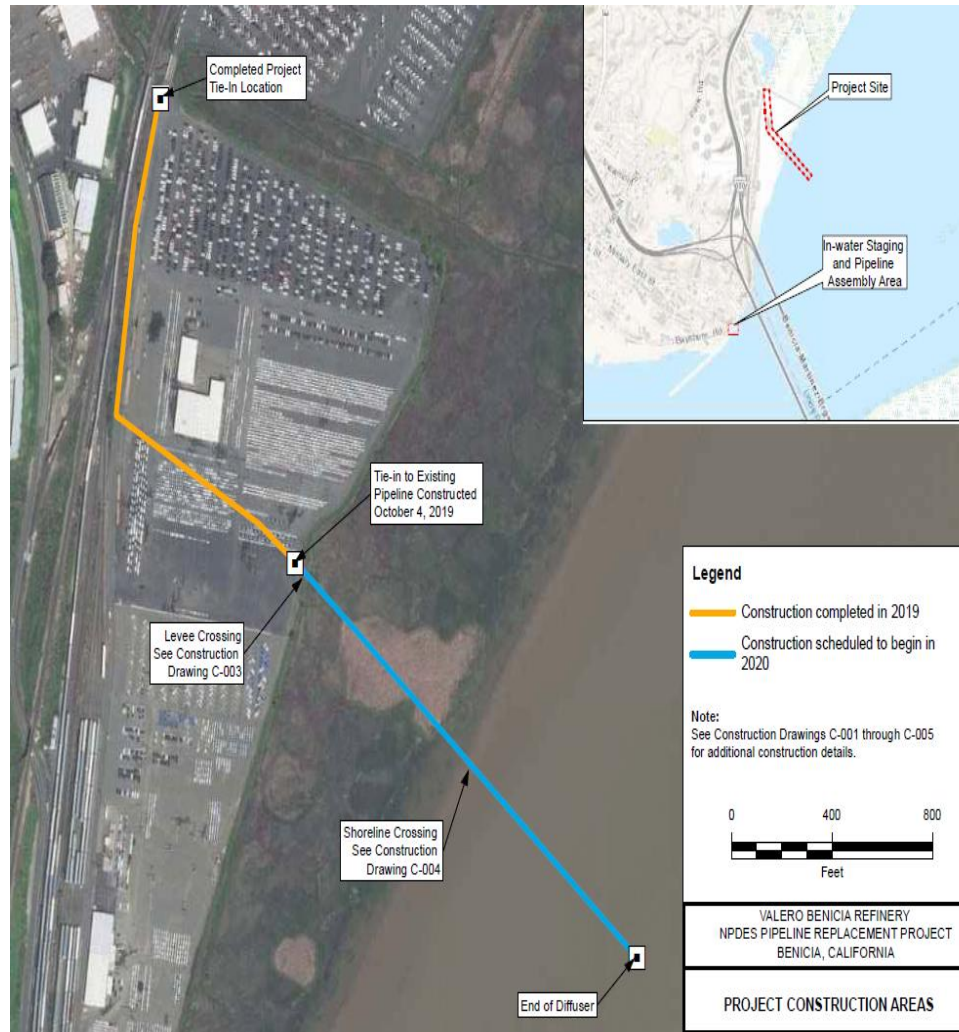 Completed Project
Tie-In Location
Project Site
In-water Staging
and Pipeline
Assembly Area
Tie-in to Existing
Pipeline Constructed
October 4, 2019
Levee Crossing
See Construction
Drawing C-003
Shoreline Crossing
See Construction
Drawing C-004
End of Diffuser
Legend
Construction completed in 2019
Construction scheduled to begin in
2020
Note:
See Construction Drawings C-001 through C-005
for additional construction details.
0 400 800
Feet
VALERO BENICIA REFINERY
NPDES PIPELINE REPLACEMENT PROJECT
BENICIA, CALIFORNIA
PROJECT CONSTRUCTION AREAS